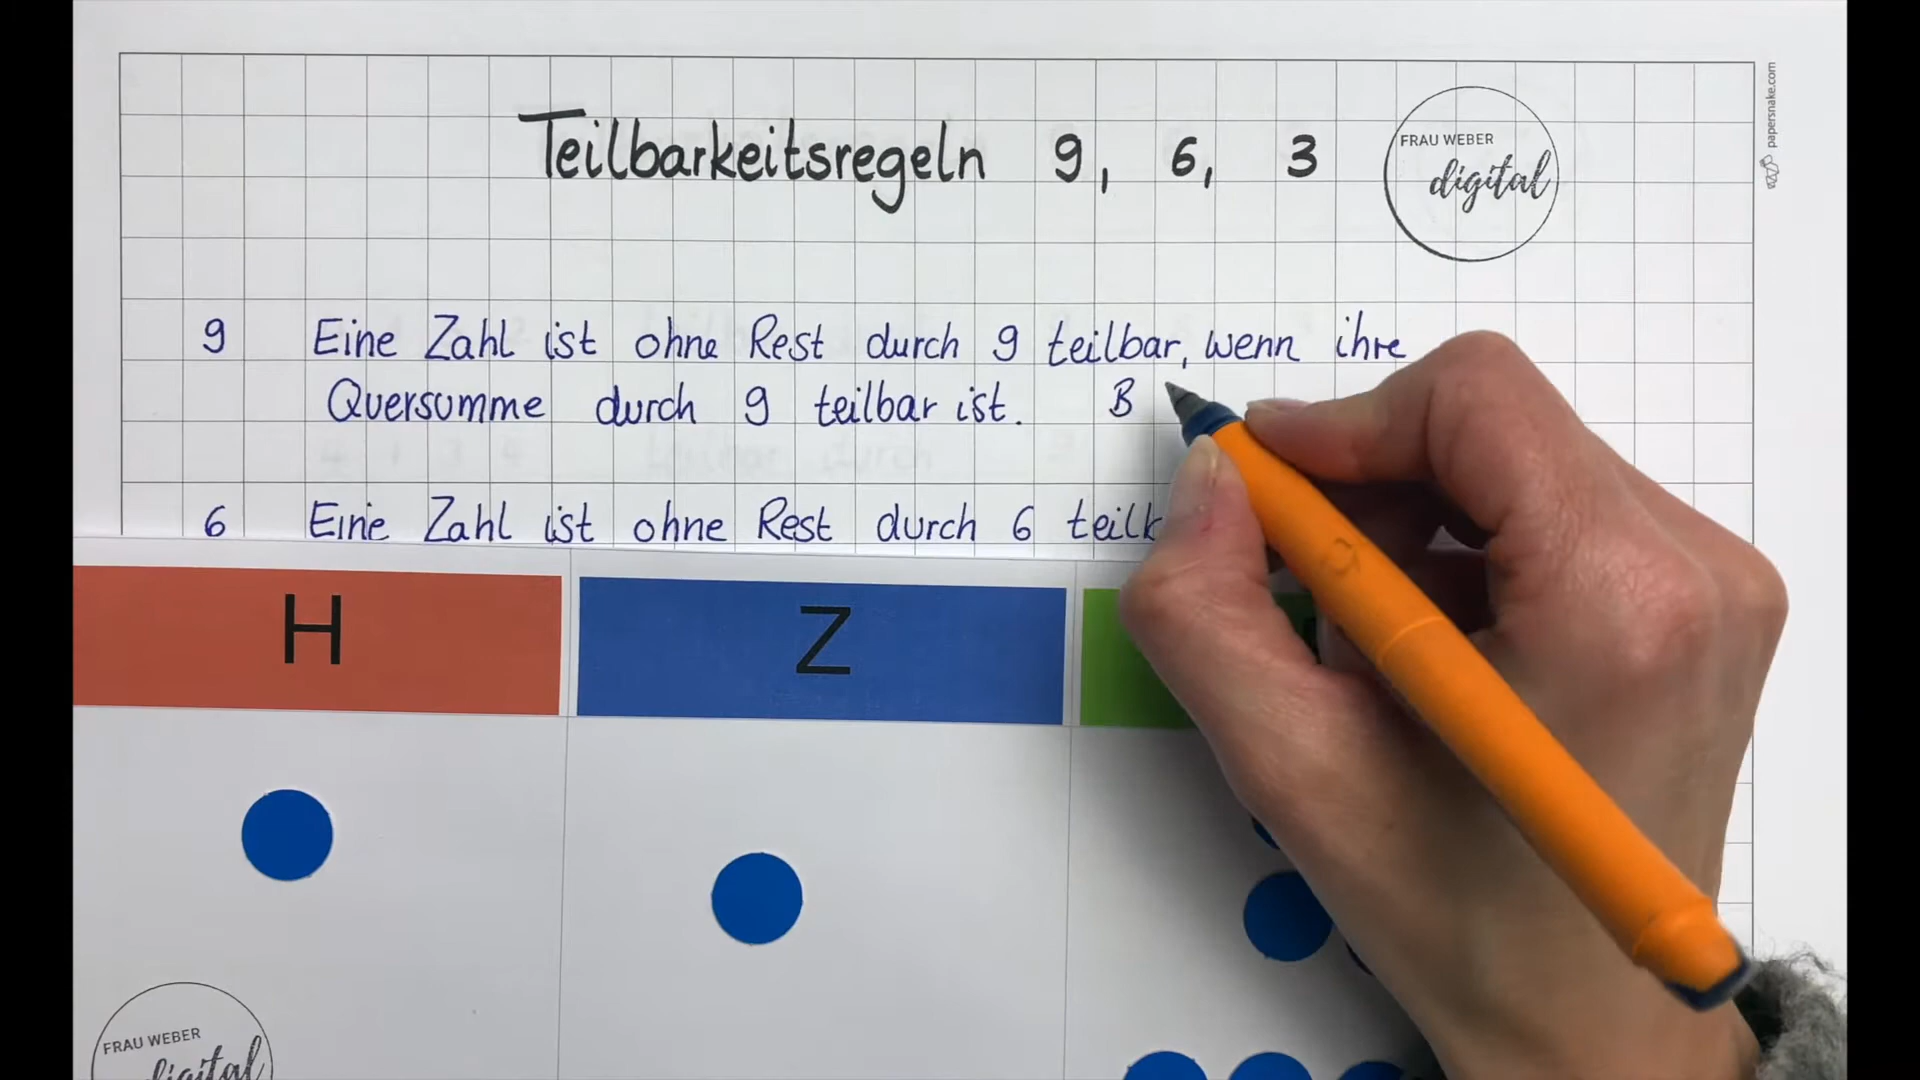 Teilbarkeitsregeln 9, 6, 3
FRAU WEBER
digital
papersnake.com
9 Eine Zahl ist ohne Rest durch 9 teilbar, wenn ihre
Quersumme durch 9 teilbar ist. B
6 Eine Zahl ist ohne Rest durch 6
H Z
FRAU WEBER
digital